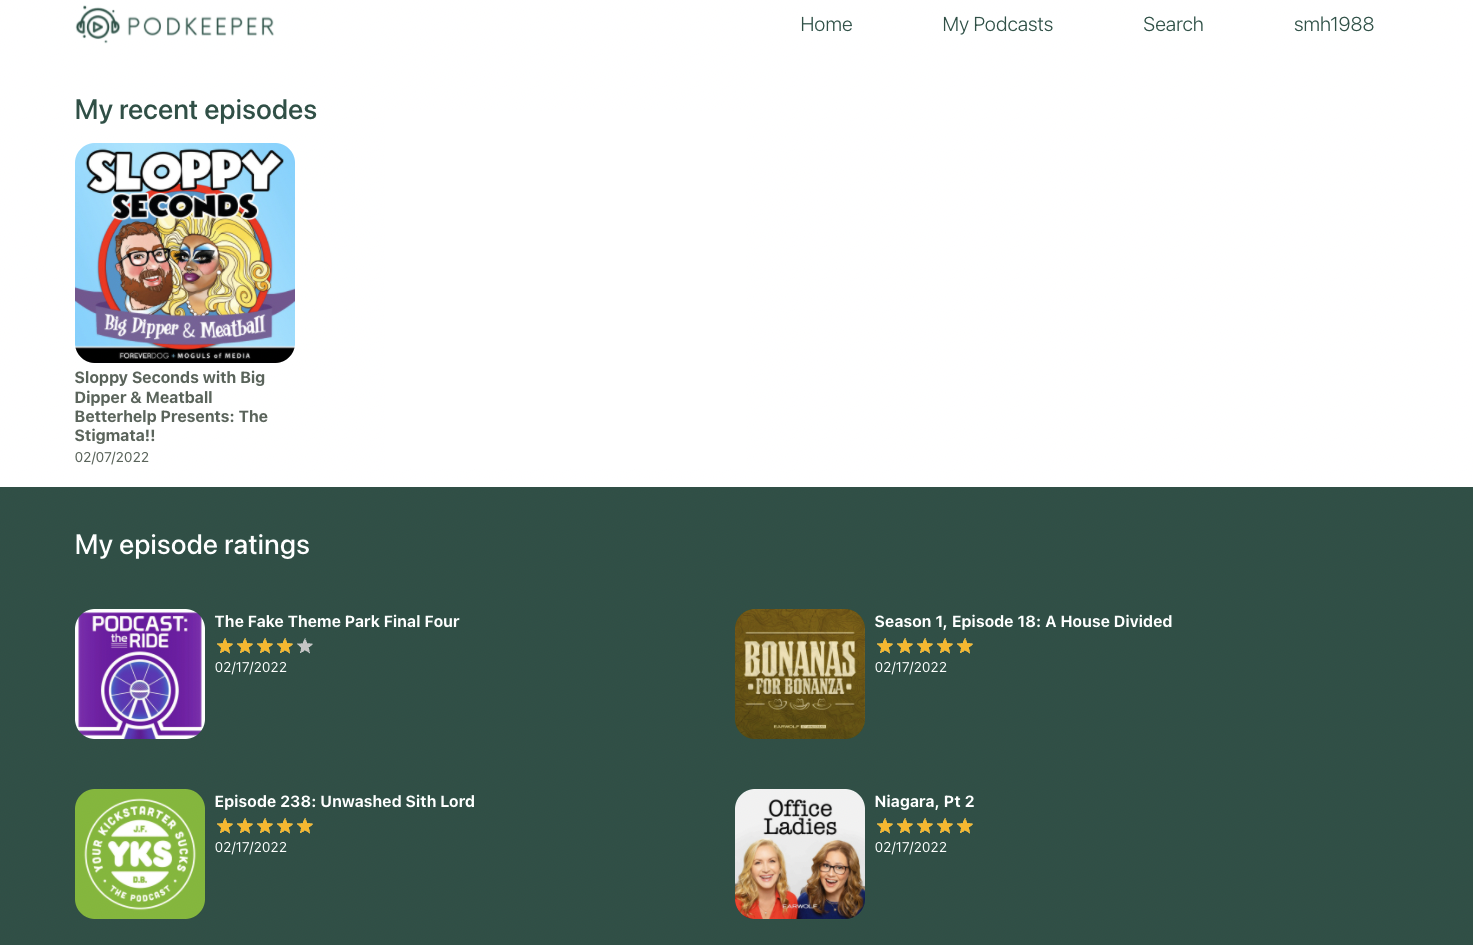 PODKEEPER
Home
My Podcasts
Search
smh1988
My recent episodes
SLOPPY
SECONDS
Big Dipper & Meatball
FOREVERDOG + MOGULS of MEDIA
Sloppy Seconds with Big
Dipper & Meatball
Betterhelp Presents: The
Stigmata!!
02/07/2022
My episode ratings
PODCAST:
the RIDE
The Fake Theme Park Final Four
02/17/2022
BONANAS
FOR BONANZA
EARWOLF
Season 1, Episode 18: A House Divided
02/17/2022
YOUR KICKSTARTER SUCKS
J.F.
YKS
D.B.
THE PODCAST
Episode 238: Unwashed Sith Lord
02/17/2022
Office
Ladies
EARWOLF
Niagara, Pt 2
02/17/2022